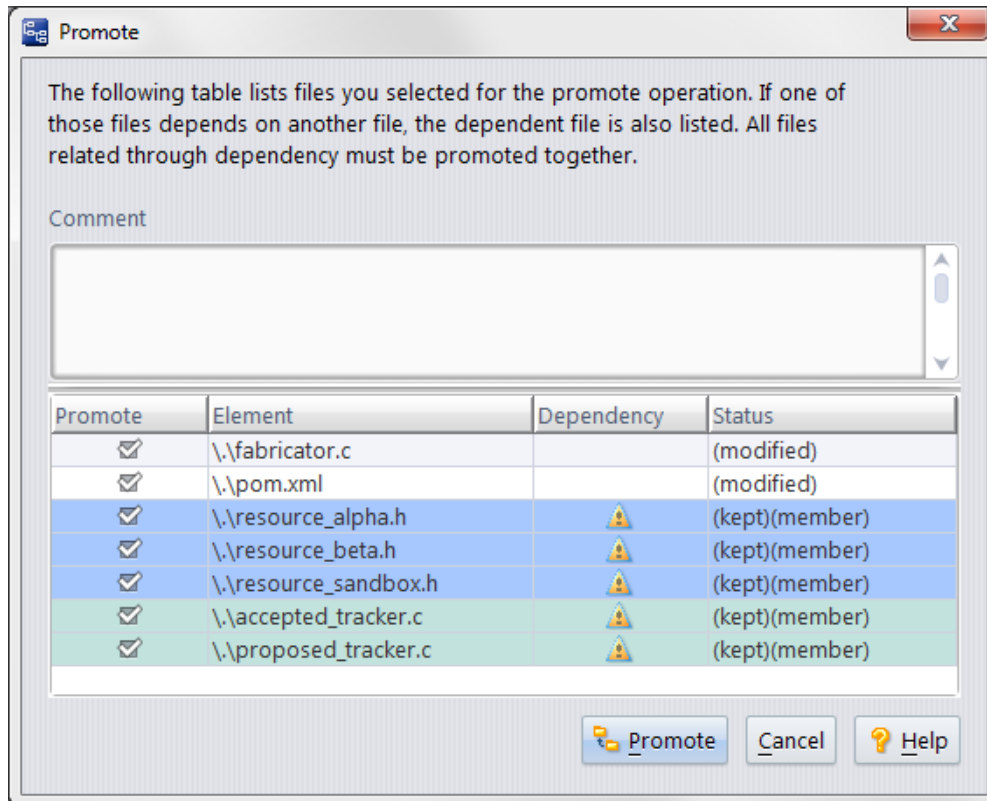 Promote
The following table lists files you selected for the promote operation. If one of
those files depends on another file, the dependent file is also listed. All files
related through dependency must be promoted together.
Comment
Promote Element Dependency Status
\.\fabricator.c (modified)
\.\pom.xml (modified)
\.\resource_alpha.h (kept)(member)
\.\resource_beta.h (kept)(member)
\.\resource_sandbox.h (kept)(member)
\.\accepted_tracker.c (kept)(member)
\.\proposed_tracker.c (kept)(member)
Promote Cancel Help